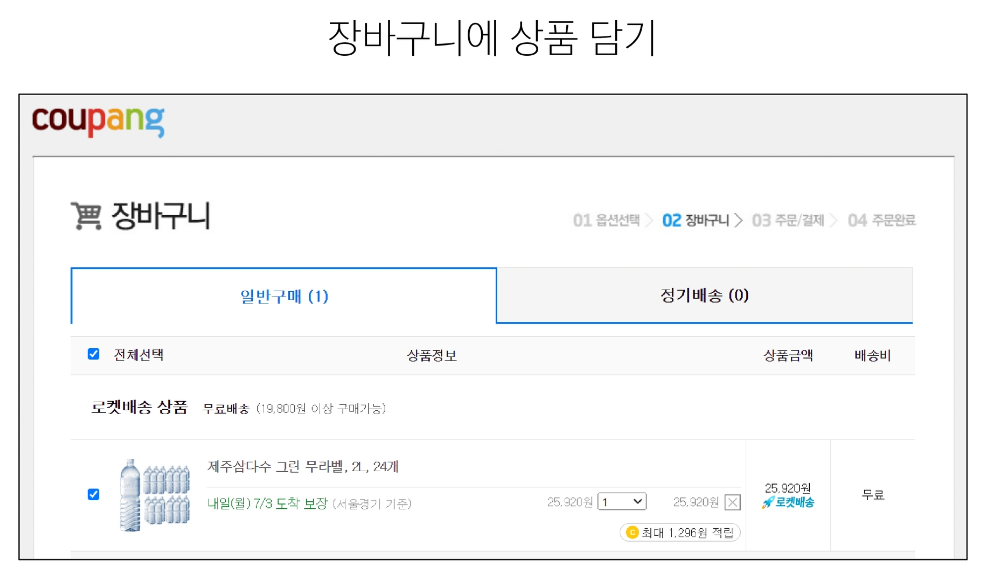 장바구니에 상품 담기
coupang
장바구니
01 옵션선택 02 장바구니 03 주문/결제 04 주문완료
일반구매 (1) 정기배송 (0)
전체선택 상품정보 상품금액 배송비
로켓배송 상품 무료배송 (19,800원 이상 구매가능)
제주삼다수 그린 무라벨, 2L, 24개
내일(월) 7/3 도착 보장 (서울경기 기준) 25,920원 1 25,920원
25,920원
로켓배송
무료
최대 1,296원 적립